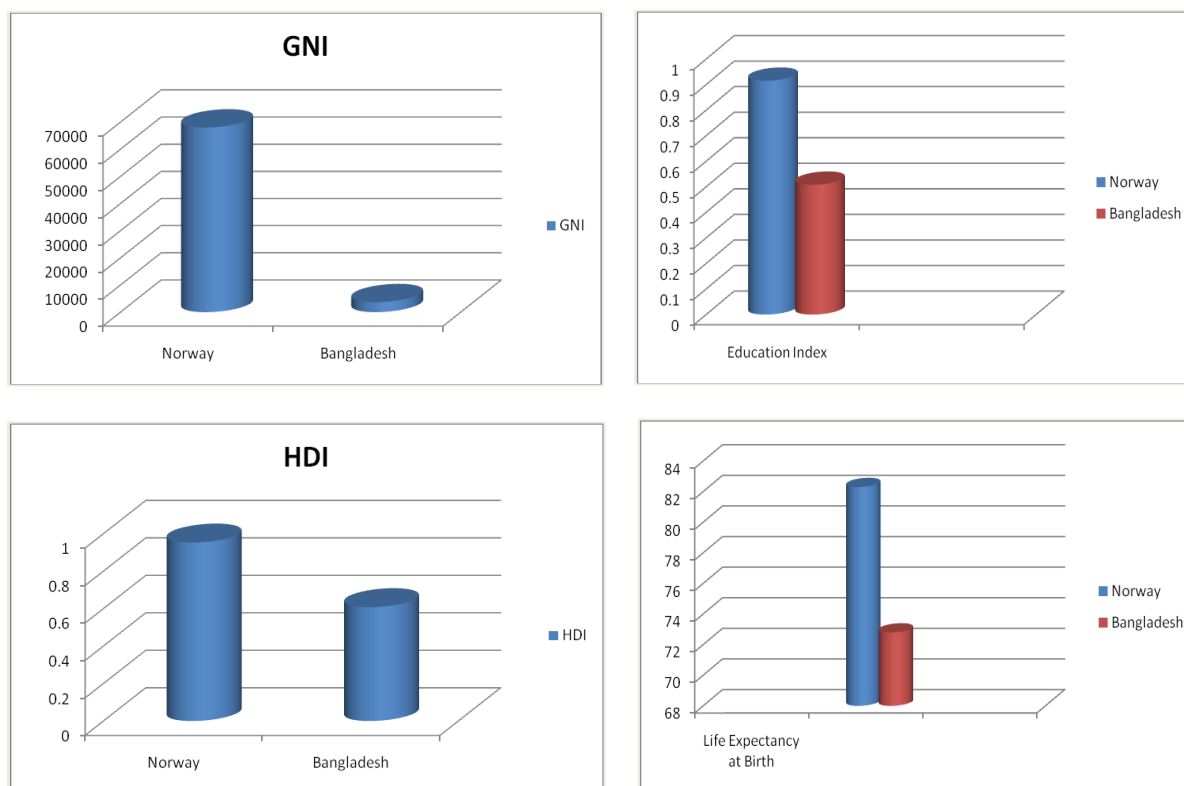 GNI
70000
60000
50000
40000
30000
20000
10000
0
Norway
Bangladesh
GNI
1
0.9
0.8
0.7
0.6
0.5
0.4
0.3
0.2
0.1
0
Education Index
Norway
Bangladesh
HDI
1
0.8
0.6
0.4
0.2
0
Norway
Bangladesh
HDI
84
82
80
78
76
74
72
70
68
Life Expectancy
at Birth
Norway
Bangladesh